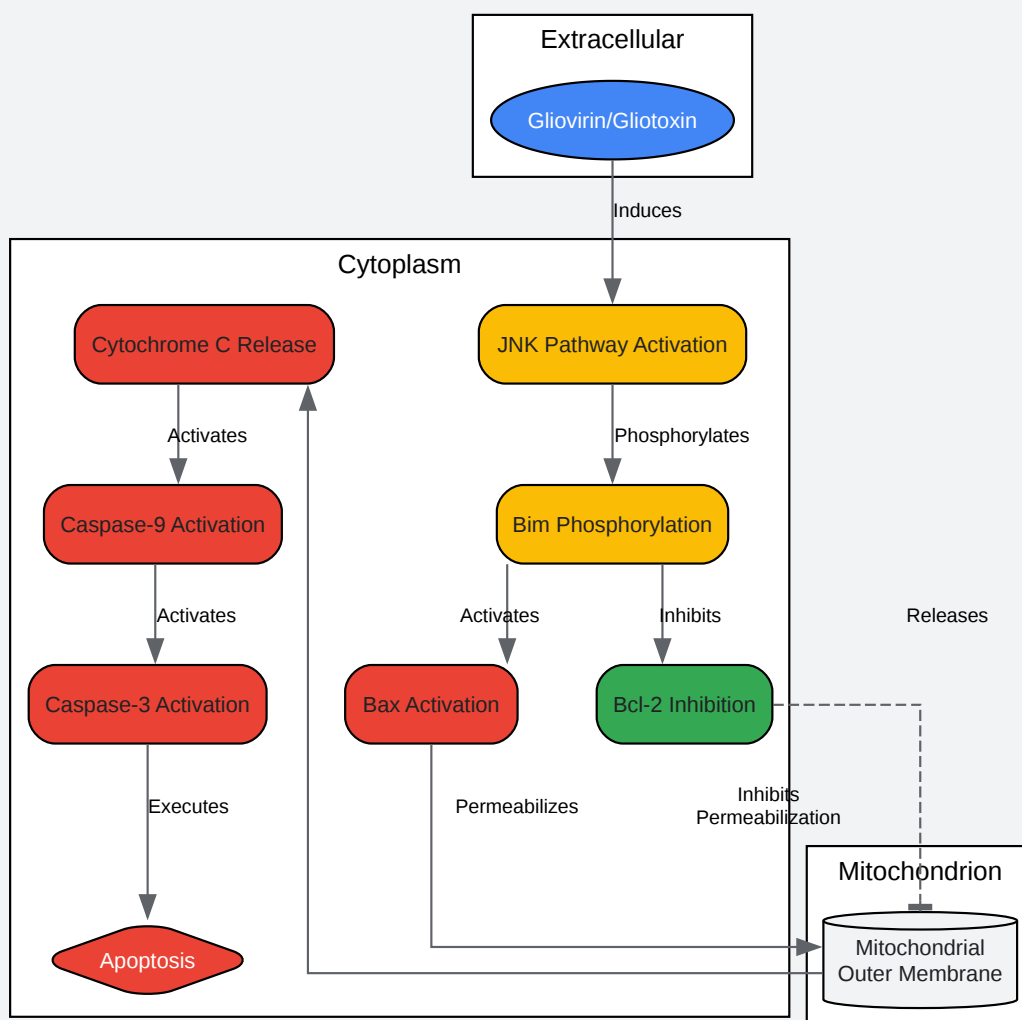 Extracellular
Gliovirin/Gliotoxin
Induces
Cytoplasm
Cytochrome C Release
JNK Pathway Activation
Activates
Phosphorylates
Caspase-9 Activation
Bim Phosphorylation
Activates
Activates
Inhibits
Releases
Caspase-3 Activation
Bax Activation
Bcl-2 Inhibition
Executes
Permeabilizes
Inhibits
Permeabilization
Mitochondrion
Apoptosis
Mitochondrial
Outer Membrane